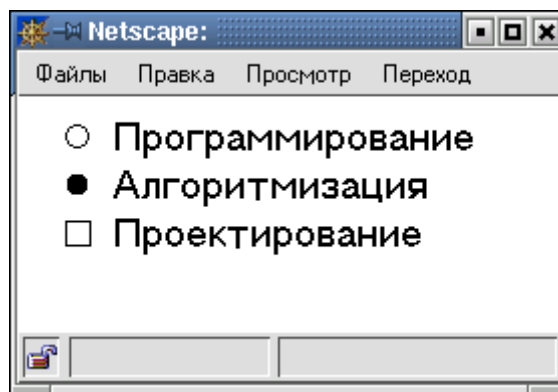 Netscape:
Файлы Правка Просмотр Переход
Программирование
Алгоритмизация
Проектирование